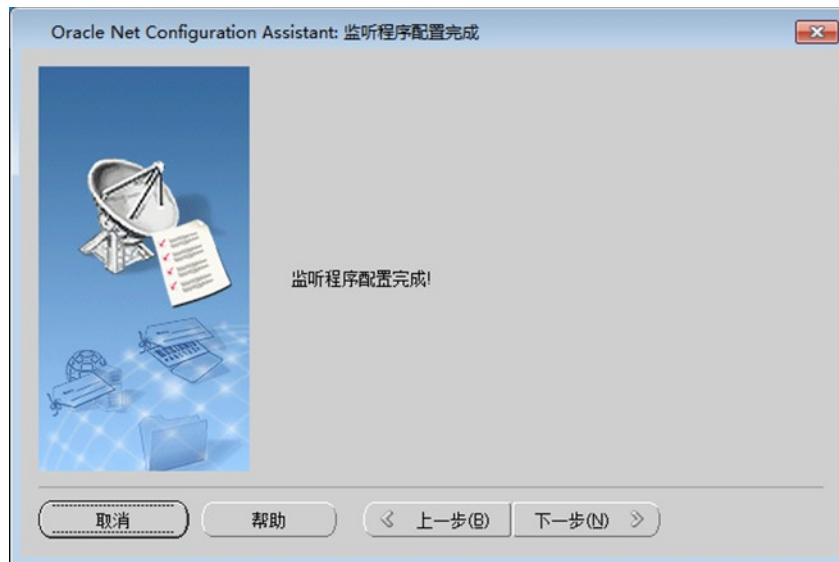 Oracle Net Configuration Assistant: 监听程序配置完成
监听程序配置完成!
取消
帮助
上一步(B)
下一步(N)